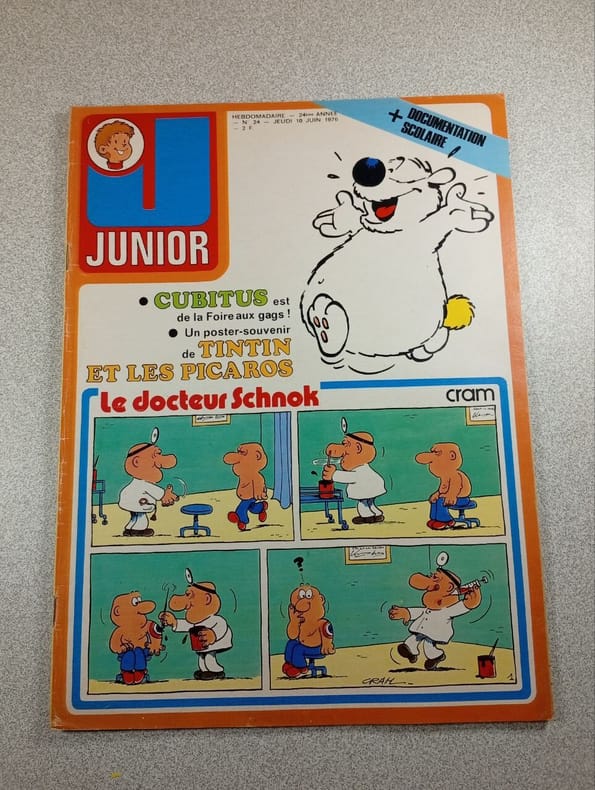 HEBDOMADAIRE — 24ème ANNÉE
— N° 24 — JEUDI 10 JUIN 1976
— 2 F
+ DOCUMENTATION
SCOLAIRE !
J
JUNIOR
• CUBITUS est
de la Foire aux gags !
• Un poster-souvenir
de TINTIN
ET LES PICAROS
Le docteur Schnok
cram
?
CRAM
1